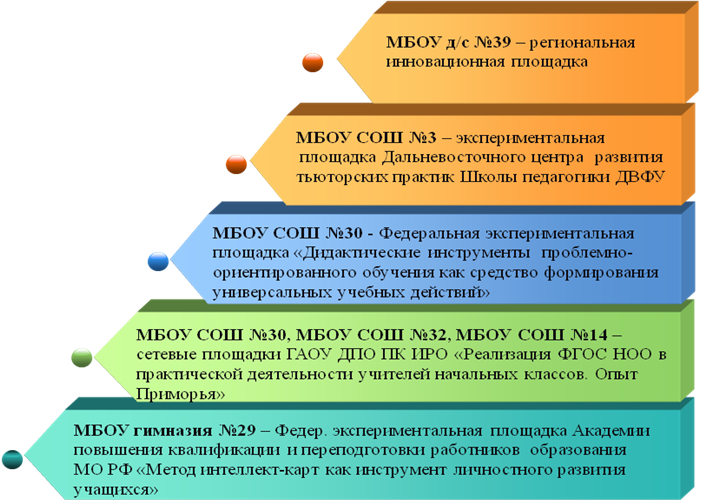 МБОУ д/с №39 – региональная
инновационная площадка
МБОУ СОШ №3 – экспериментальная
площадка Дальневосточного центра развития
тьюторских практик Школы педагогики ДВФУ
МБОУ СОШ №30 - Федеральная экспериментальная
площадка «Дидактические инструменты проблемно-
ориентированного обучения как средство формирования
универсальных учебных действий»
МБОУ СОШ №30, МБОУ СОШ №32, МБОУ СОШ №14 –
сетевые площадки ГАОУ ДПО ПК ИРО «Реализация ФГОС НОО в
практической деятельности учителей начальных классов. Опыт
Приморья»
МБОУ гимназия №29 – Федер. экспериментальная площадка Академии
повышения квалификации и переподготовки работников образования
МО РФ «Метод интеллект-карт как инструмент личностного развития
учащихся»